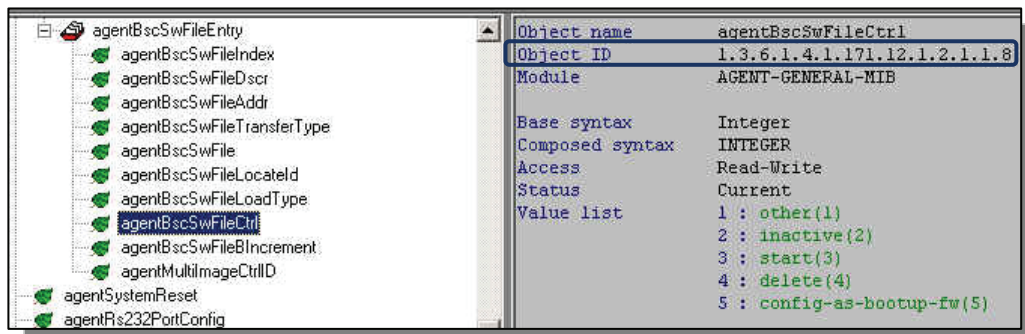 agentBscSwFileEntry
agentBscSwFileIndex
agentBscSwFileDscr
agentBscSwFileAddr
agentBscSwFileTransferType
agentBscSwFile
agentBscSwFileLocateId
agentBscSwFileLoadType
agentBscSwFileCtrl
agentBscSwFileBIncrement
agentMultiImageCtrlID
agentSystemReset
agentRs232PortConfig
Object name agentBscSwFileCtrl
Object ID 1.3.6.1.4.1.171.12.1.2.1.1.8
Module AGENT-GENERAL-MIB
Base syntax Integer
Composed syntax INTEGER
Access Read-Write
Status Current
Value list 1 : other(1)
2 : inactive(2)
3 : start(3)
4 : delete(4)
5 : config-as-bootup-fw(5)